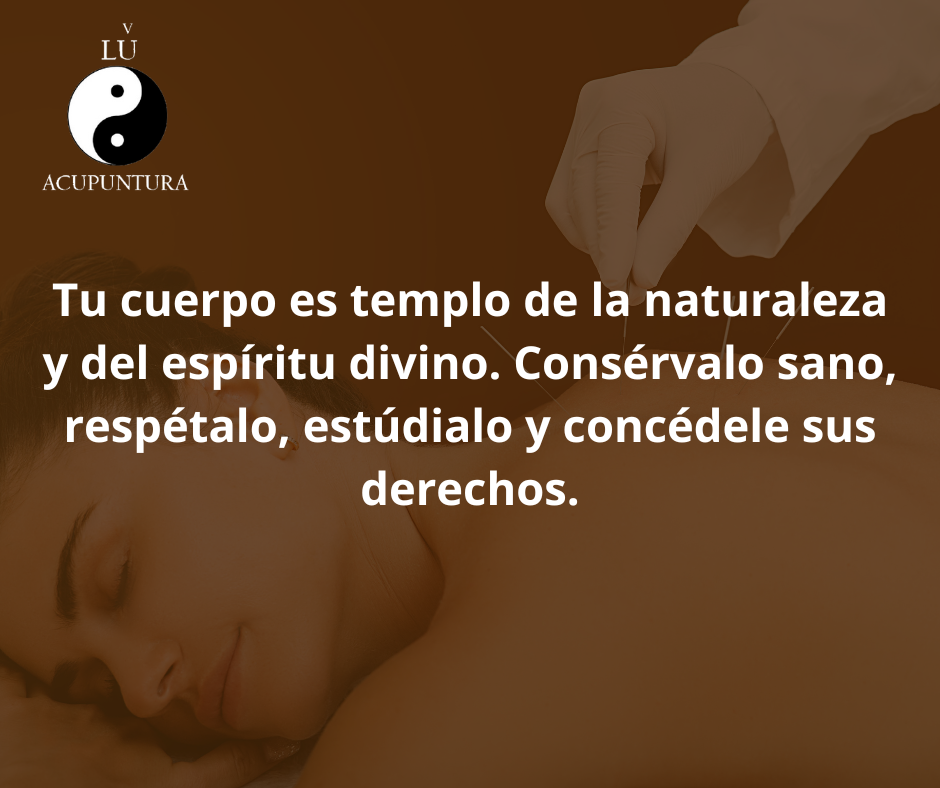 V
LU
ACUPUNTURA
Tu cuerpo es templo de la naturaleza
y del espíritu divino. Consérvalo sano,
respétalo, estúdialo y concédele sus
derechos.